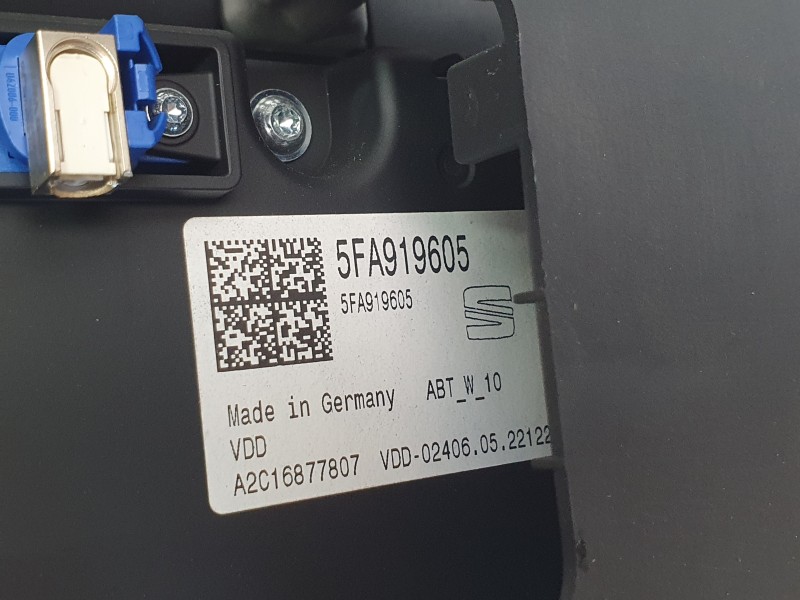 5FA919605
5FA919605
Made in Germany ABT_W_10
VDD
A2C16877807 VDD-02406.05.22122